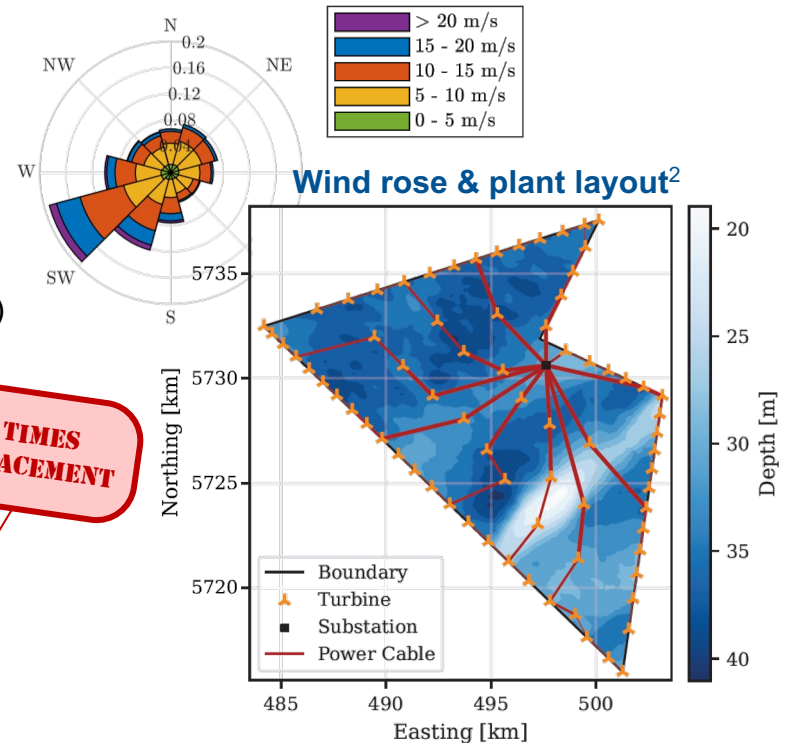 N
0.2
NW
0.16
NE
0.12
0.08
0.04
W
SW
S
> 20 m/s
15 - 20 m/s
10 - 15 m/s
5 - 10 m/s
0 - 5 m/s
Wind rose & plant layout²
TIMES
ACEMENT
Northing [km]
5735
5730
5725
5720
Boundary
Turbine
Substation
Power Cable
485
490
495
500
Easting [km]
20
25
30
35
40
Depth [m]